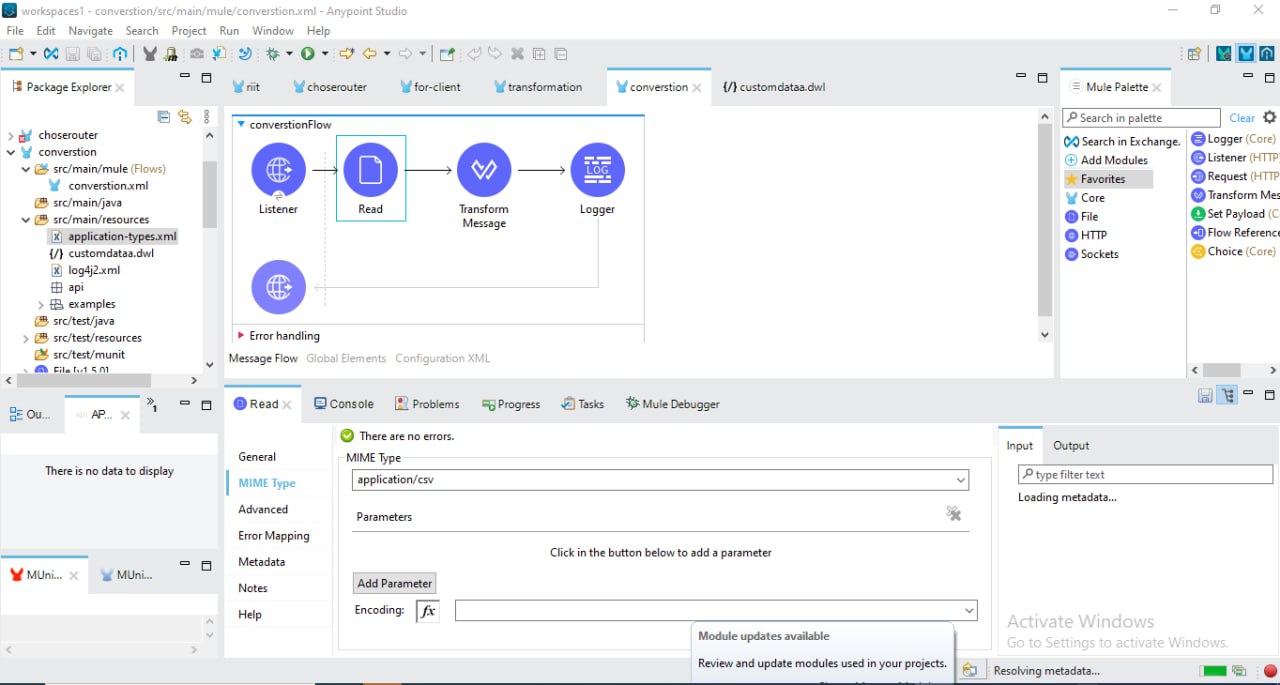 workspaces1 - converstion/src/main/mule/converstion.xml - Anypoint Studio
File Edit Navigate Search Project Run Window Help
Package Explorer
riit choserouter for-client transformation converstion {/} customdataa.dwl
Mule Palette
choserouter
converstion
src/main/mule (Flows)
converstion.xml
src/main/java
src/main/resources
application-types.xml
{/} customdataa.dwl
log4j2.xml
api
examples
src/test/java
src/test/resources
src/test/munit
File [v1.5.0]
converstionFlow
LOG
Listener Read Transform Message Logger
Error handling
Message Flow Global Elements Configuration XML
Search in palette Clear
Search in Exchange.
Add Modules
Favorites
Core
File
HTTP
Sockets
Logger (Core)
Listener (HTTP
Request (HTTP
Transform Mes
Set Payload (C
Flow Reference
Choice (Core)
Ou... AP... 1
There is no data to display
MUni... MUni...
Read Console Problems Progress Tasks Mule Debugger
General
MIME Type
Advanced
Error Mapping
Metadata
Notes
Help
There are no errors.
MIME Type
application/csv
Parameters
Click in the button below to add a parameter
Add Parameter
Encoding: fx
Input Output
type filter text
Loading metadata...
Activate Windows
Go to Settings to activate Windows.
Module updates available
Review and update modules used in your projects.
Resolving metadata...